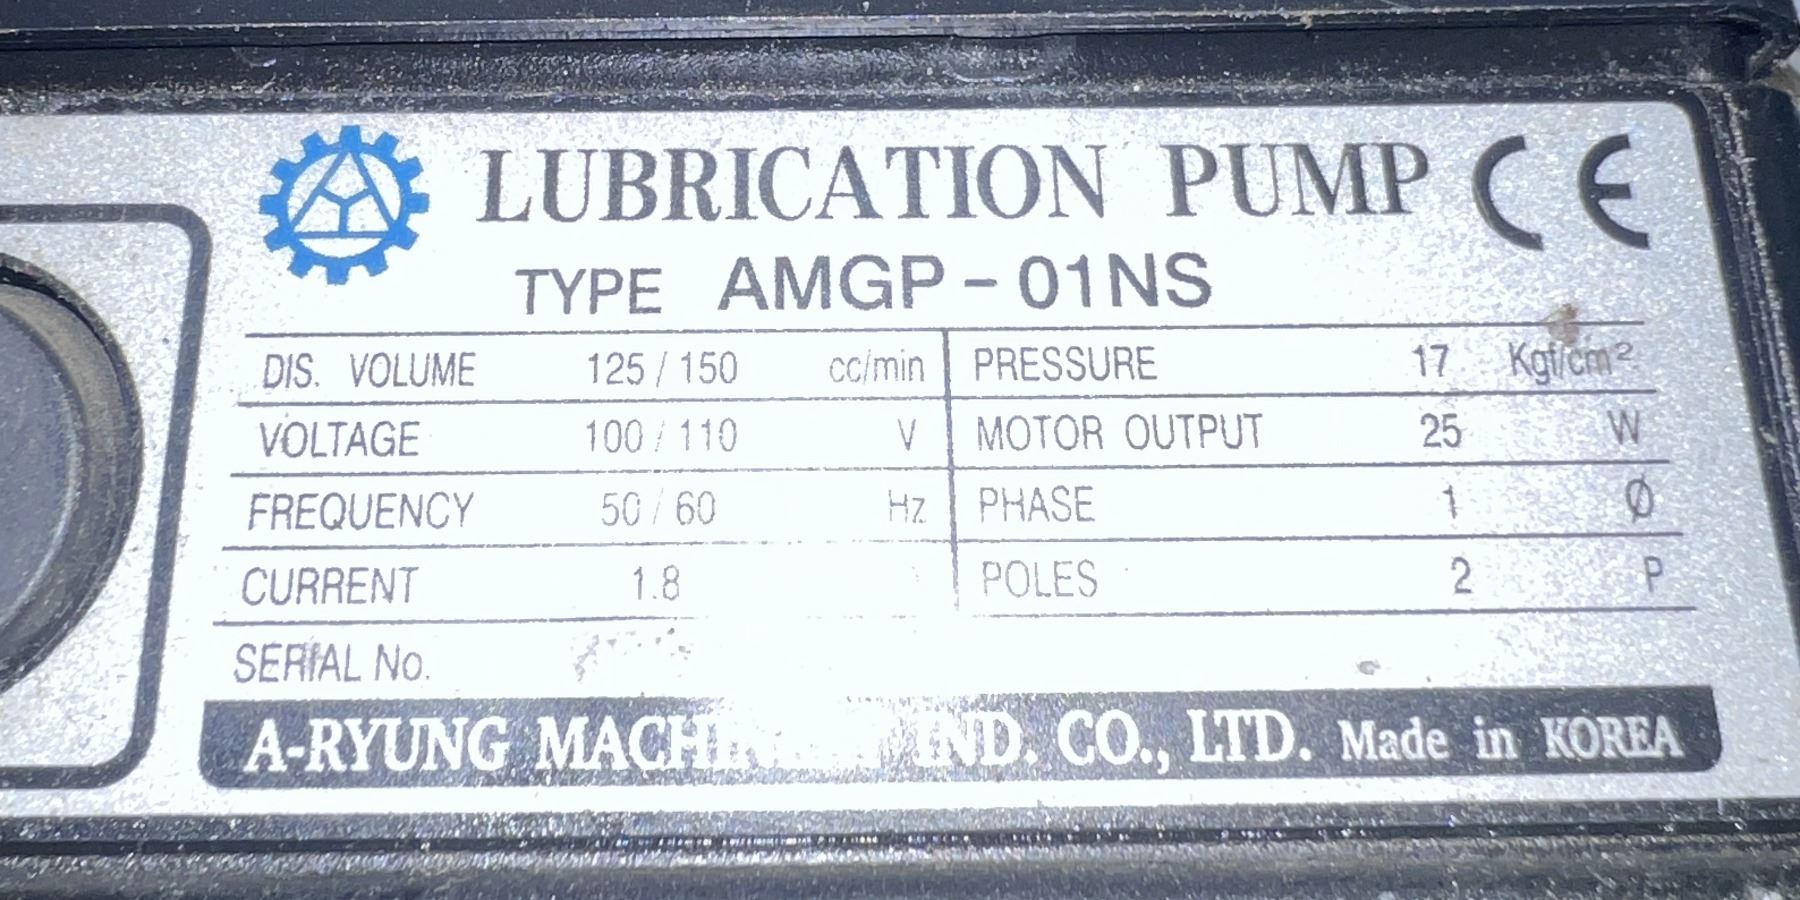 LUBRICATION PUMP CE
TYPE AMGP-01NS
DIS. VOLUME 125 / 150 cc/min PRESSURE 17 Kgf/cm²
VOLTAGE 100 / 110 V MOTOR OUTPUT 25 W
FREQUENCY 50 / 60 Hz PHASE 1 Ø
CURRENT 1.8 POLES 2 P
SERIAL No.
A-RYUNG IND. CO., LTD. Made in KOREA